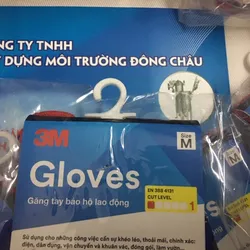 NG TY TNHH
DỰNG MÔI TRƯỜNG ĐÔNG CHÂU
3M
Size
M
Gloves
Găng tay bảo hộ lao động
EN 388 4131
CUT LEVEL
1
Sử dụng cho những công việc cần sự khéo léo, thoải mái, chính xác:
điện, dân dụng, vận chuyển và khuân vác, đóng gói, làm vườn...